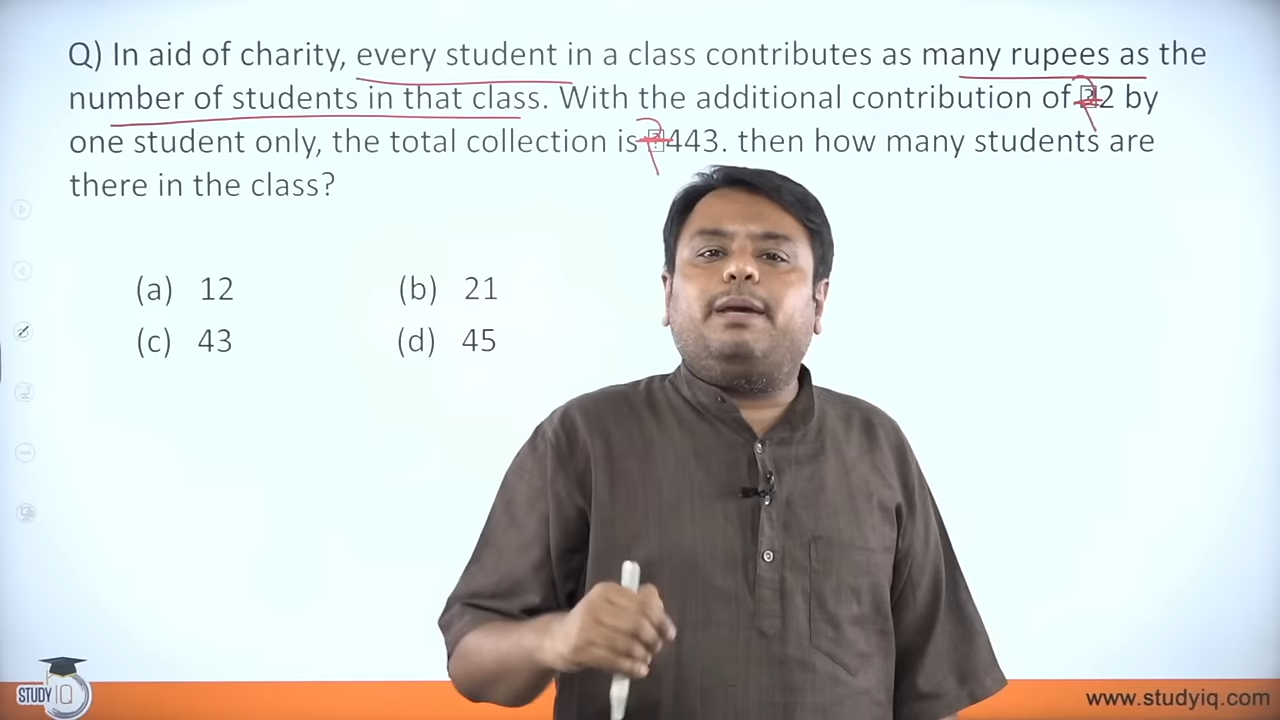 Q) In aid of charity, every student in a class contributes as many rupees as the
number of students in that class. With the additional contribution of ₹2 by
one student only, the total collection is ₹443. then how many students are
there in the class?
(a) 12 (b) 21
(c) 43 (d) 45
STUDY IQ
www.studyiq.com